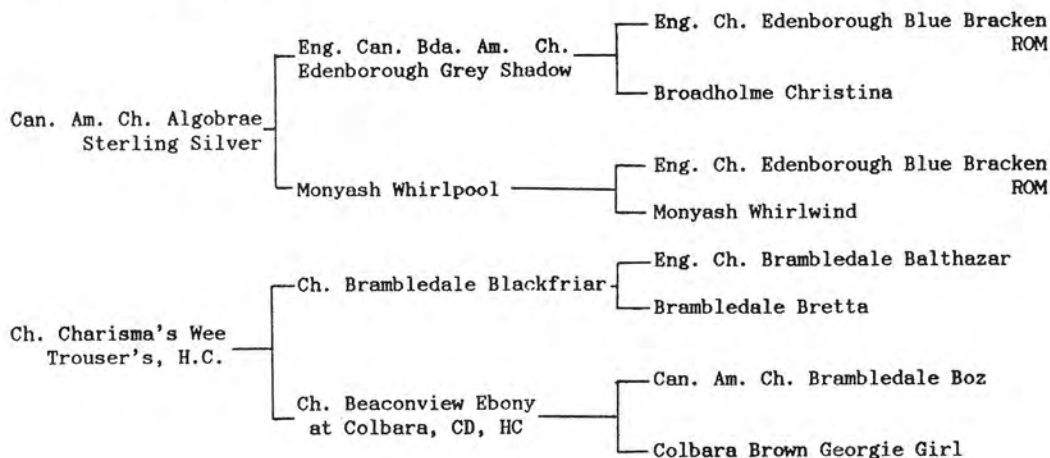 Eng. Ch. Edenborough Blue Bracken
ROM
Eng. Can. Bda. Am. Ch.
Edenborough Grey Shadow
Broadholme Christina
Can. Am. Ch. Algobrae
Sterling Silver
Eng. Ch. Edenborough Blue Bracken
ROM
Monyash Whirlpool
Monyash Whirlwind
Eng. Ch. Brambledale Balthazar
Ch. Brambledale Blackfriar
Brambledale Bretta
Ch. Charisma's Wee
Trouser's, H.C.
Can. Am. Ch. Brambledale Boz
Ch. Beaconview Ebony
at Colbara, CD, HC
Colbara Brown Georgie Girl